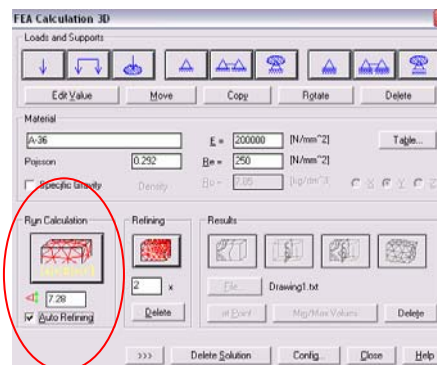 FEA Calculation 3D
Loads and Supports
Edit Value
Move
Copy
Rotate
Delete
Material
A-36
E = 200000 [N/mm^2]
Table...
Poisson 0.292
Re = 250 [N/mm^2]
Specific Gravity
Density
Ro = 7.85 [kg/dm^3]
X
Y
Z
Run Calculation
7.28
Auto Refining
Refining
2 x
Delete
Results
File...
Drawing1.txt
at Point
Min/Max Values
Delete
>>>
Delete Solution
Config...
Close
Help